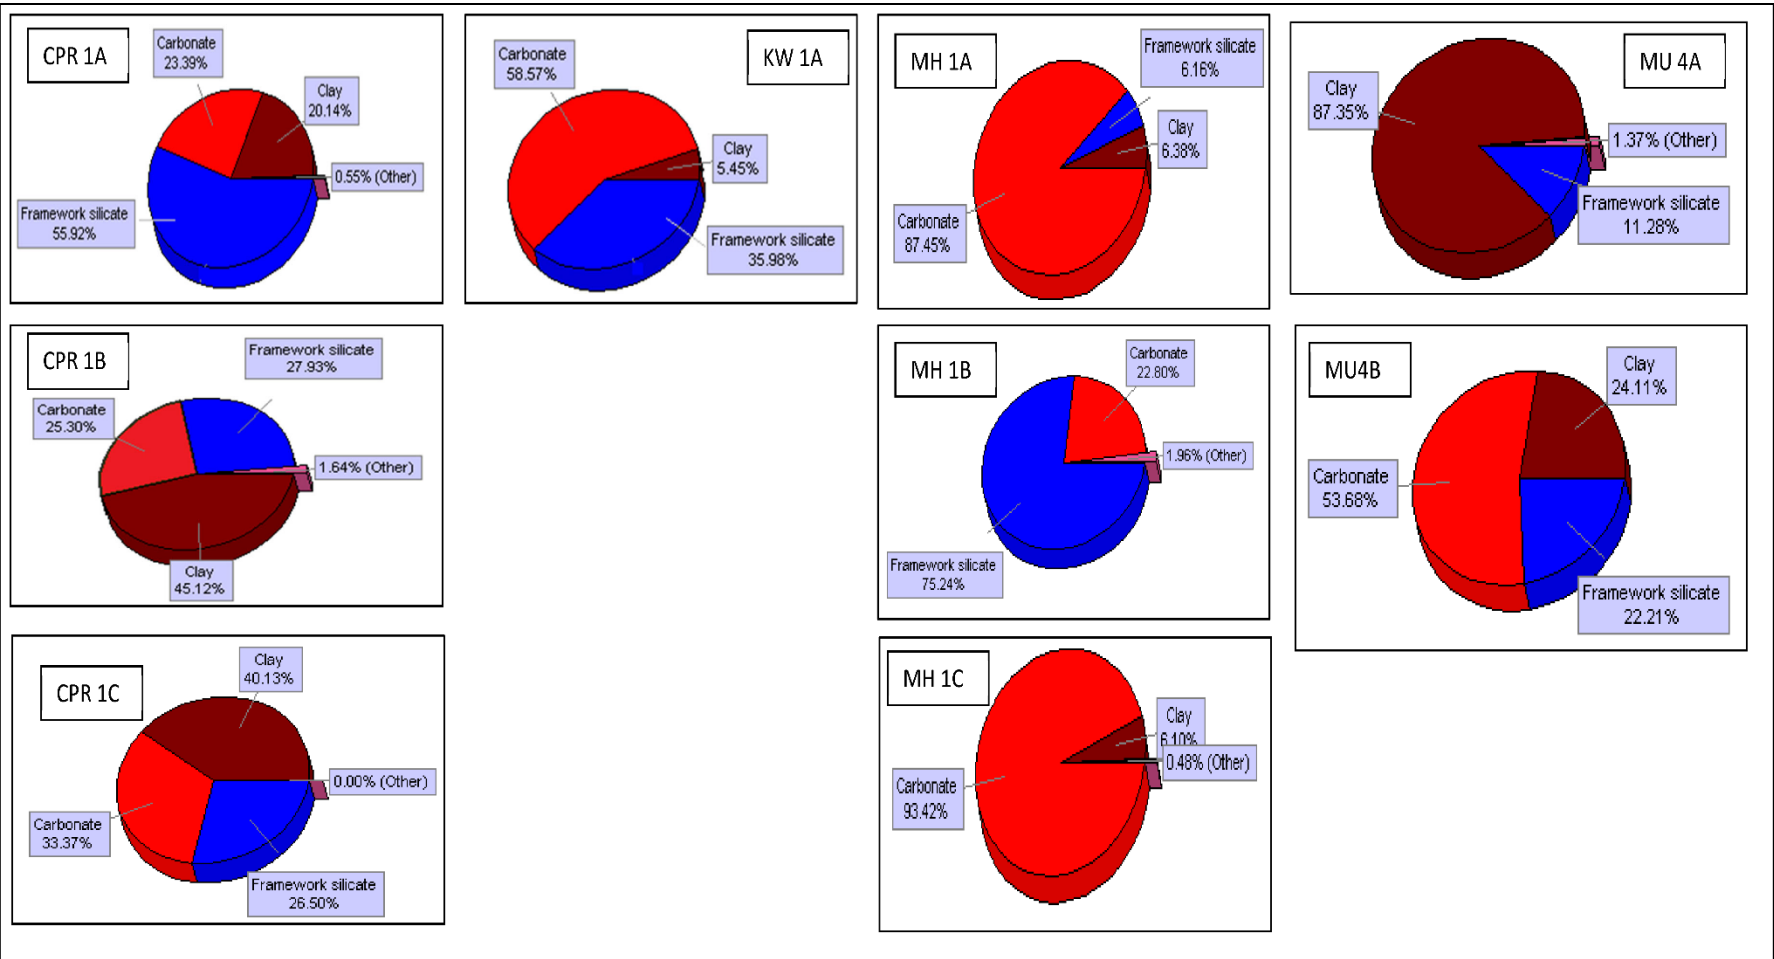 CPR 1A
Carbonate
23.39%
Clay
20.14%
0.55% (Other)
Framework silicate
55.92%
KW 1A
Carbonate
58.57%
Clay
5.45%
Framework silicate
35.98%
MH 1A
Framework silicate
6.16%
Clay
6.38%
Carbonate
87.45%
MU 4A
Clay
87.35%
1.37% (Other)
Framework silicate
11.28%
CPR 1B
Framework silicate
27.93%
Carbonate
25.30%
1.64% (Other)
Clay
45.12%
MH 1B
Carbonate
22.80%
1.96% (Other)
Framework silicate
75.24%
MU4B
Clay
24.11%
Carbonate
53.68%
Framework silicate
22.21%
CPR 1C
Clay
40.13%
0.00% (Other)
Carbonate
33.37%
Framework silicate
26.50%
MH 1C
Clay
6.10%
0.48% (Other)
Carbonate
93.42%